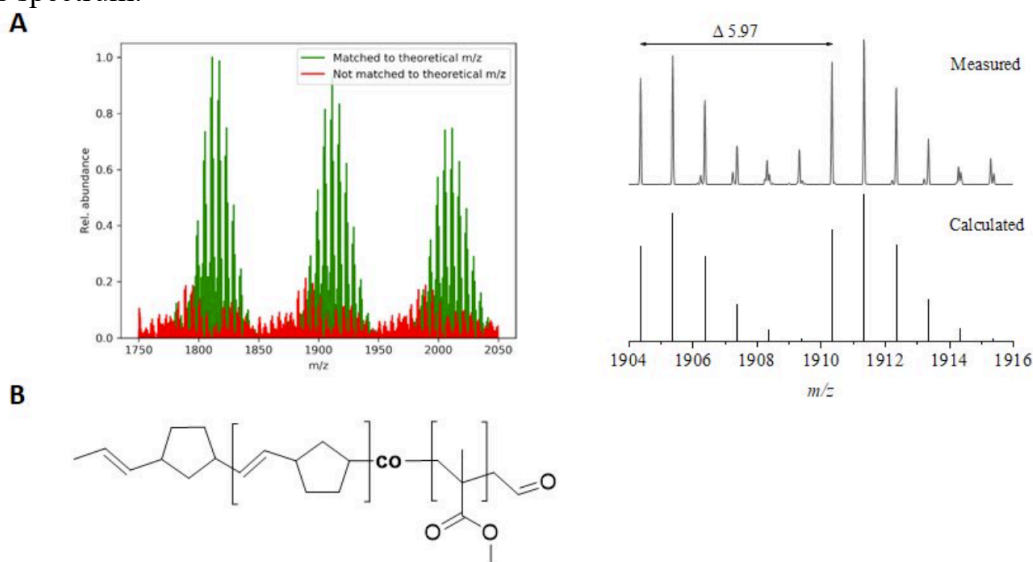 spectrum.
A
Matched to theoretical m/z
Not matched to theoretical m/z
Rel. abundance
1.0
0.8
0.6
0.4
0.2
0.0
1750 1800 1850 1900 1950 2000 2050
m/z
Δ 5.97
Measured
Calculated
1904 1906 1908 1910 1912 1914 1916
m/z
B
co
O
O
O